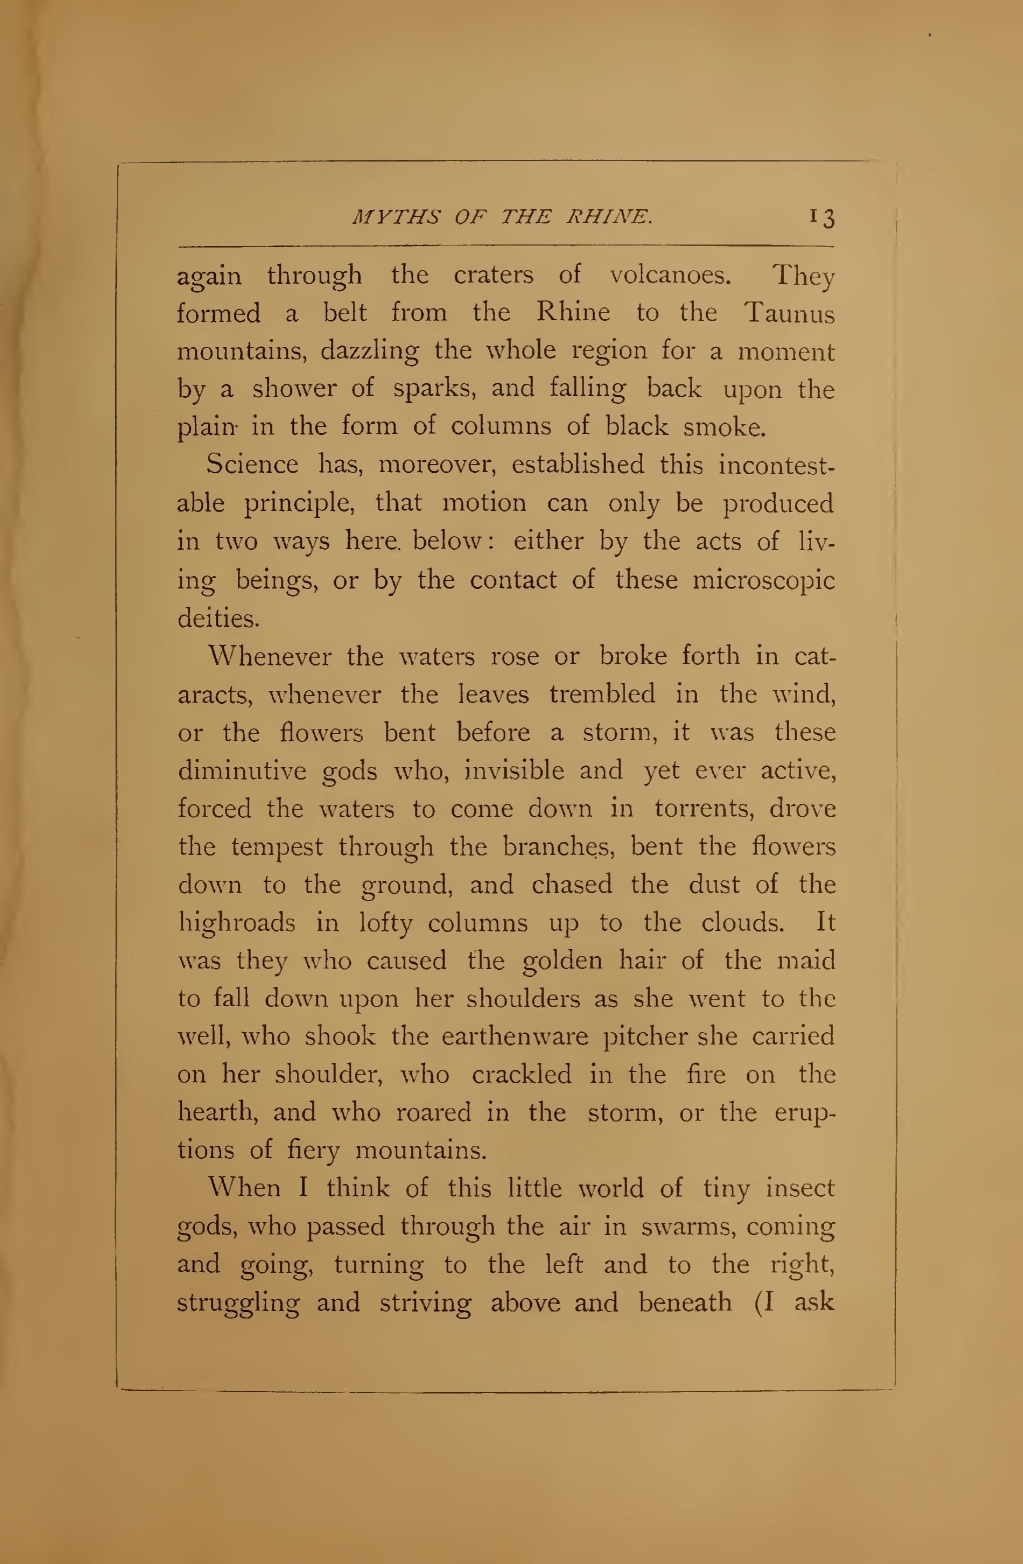 MYTHS OF THE RHINE. 13
again through the craters of volcanoes. They
formed a belt from the Rhine to the Taunus
mountains, dazzling the whole region for a moment
by a shower of sparks, and falling back upon the
plain in the form of columns of black smoke.
Science has, moreover, established this incontest-
able principle, that motion can only be produced
in two ways here. below: either by the acts of liv-
ing beings, or by the contact of these microscopic
deities.
Whenever the waters rose or broke forth in cat-
aracts, whenever the leaves trembled in the wind,
or the flowers bent before a storm, it was these
diminutive gods who, invisible and yet ever active,
forced the waters to come down in torrents, drove
the tempest through the branches, bent the flowers
down to the ground, and chased the dust of the
highroads in lofty columns up to the clouds. It
was they who caused the golden hair of the maid
to fall down upon her shoulders as she went to the
well, who shook the earthenware pitcher she carried
on her shoulder, who crackled in the fire on the
hearth, and who roared in the storm, or the erup-
tions of fiery mountains.
When I think of this little world of tiny insect
gods, who passed through the air in swarms, coming
and going, turning to the left and to the right,
struggling and striving above and beneath (I ask